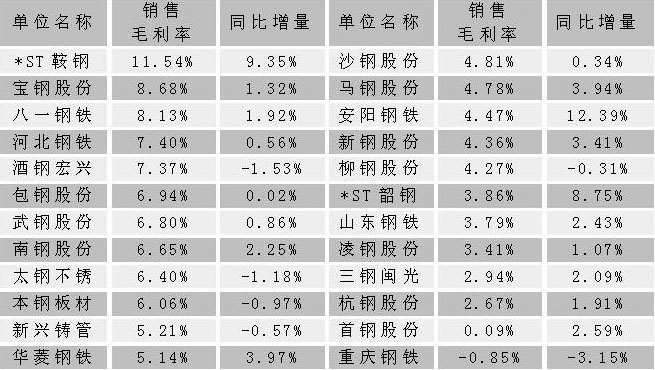 单位名称 销售毛利率 同比增量 单位名称 销售毛利率 同比增量
*ST鞍钢 11.54% 9.35% 沙钢股份 4.81% 0.34%
宝钢股份 8.68% 1.32% 马钢股份 4.78% 3.94%
八一钢铁 8.13% 1.92% 安阳钢铁 4.47% 12.39%
河北钢铁 7.40% 0.56% 新钢股份 4.36% 3.41%
酒钢宏兴 7.37% -1.53% 柳钢股份 4.27% -0.31%
包钢股份 6.94% 0.02% *ST韶钢 3.86% 8.75%
武钢股份 6.80% 0.86% 山东钢铁 3.79% 2.43%
南钢股份 6.65% 2.25% 凌钢股份 3.41% 1.07%
太钢不锈 6.40% -1.18% 三钢闽光 2.94% 2.09%
本钢板材 6.06% -0.97% 杭钢股份 2.67% 1.91%
新兴铸管 5.21% -0.57% 首钢股份 0.09% 2.59%
华菱钢铁 5.14% 3.97% 重庆钢铁 -0.85% -3.15%